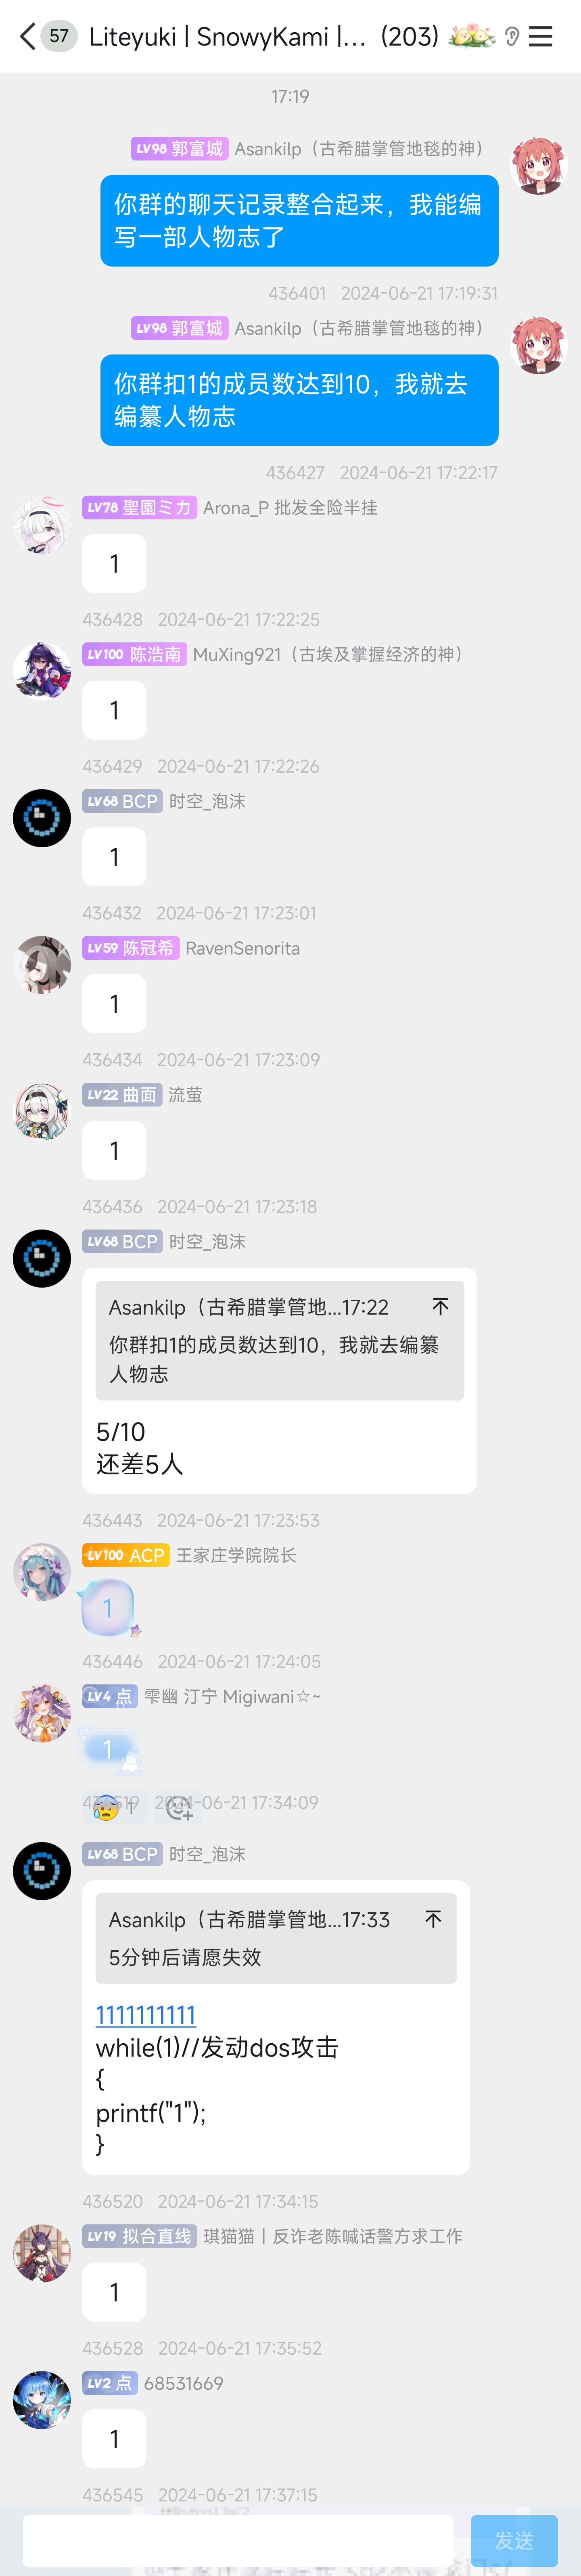 57 Liteyuki | SnowyKami |... (203)
17:19
LV98 郭富城 Asankilp（古希腊掌管地毯的神）
你群的聊天记录整合起来，我能编
写一部人物志了
436401 2024-06-21 17:19:31
LV98 郭富城 Asankilp（古希腊掌管地毯的神）
你群扣1的成员数达到10，我就去
编纂人物志
436427 2024-06-21 17:22:17
LV78 聖園ミカ Arona_P 批发全险半挂
1
436428 2024-06-21 17:22:25
LV100 陈浩南 MuXing921（古埃及掌握经济的神）
1
436429 2024-06-21 17:22:26
LV68 BCP 时空_泡沫
1
436432 2024-06-21 17:23:01
LV59 陈冠希 RavenSenorita
1
436434 2024-06-21 17:23:09
LV22 曲面 流萤
1
436436 2024-06-21 17:23:18
LV68 BCP 时空_泡沫
Asankilp（古希腊掌管地...17:22
你群扣1的成员数达到10，我就去编纂
人物志
5/10
还差5人
436443 2024-06-21 17:23:53
LV100 ACP 王家庄学院院长
1
436446 2024-06-21 17:24:05
LV4 点 雫幽 汀宁 Migiwani☆~
1
436519 2024-06-21 17:34:09
1
LV68 BCP 时空_泡沫
Asankilp（古希腊掌管地...17:33
5分钟后请愿失效
1111111111
while(1)//发动dos攻击
{
printf("1");
}
436520 2024-06-21 17:34:15
LV19 拟合直线 琪猫猫丨反诈老陈喊话警方求工作
1
436528 2024-06-21 17:35:52
LV2 点 68531669
1
436545 2024-06-21 17:37:15
发送